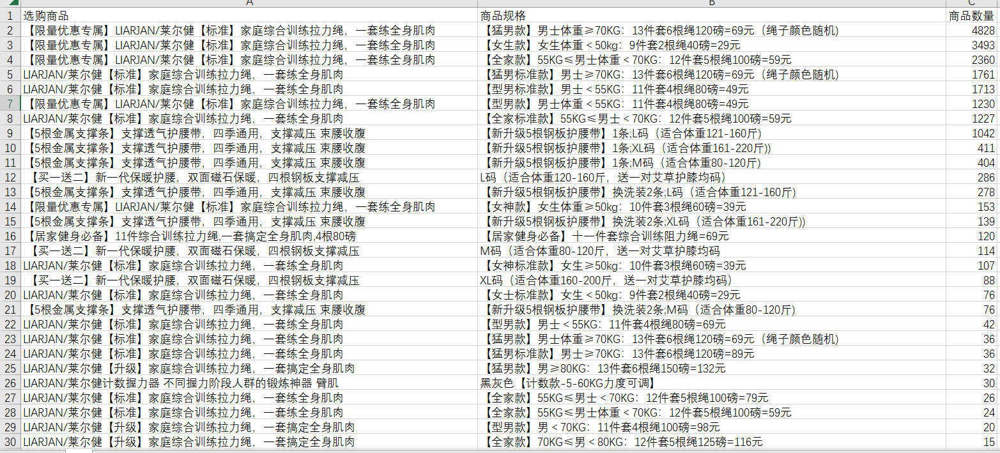 A B C
1 选购商品 商品规格 商品数量
2 【限量优惠专属】LIARJAN/莱尔健【标准】家庭综合训练拉力绳，一套练全身肌肉 【猛男款】男士体重≥70KG：13件套6根绳120磅=69元（绳子颜色随机) 4828
3 【限量优惠专属】LIARJAN/莱尔健【标准】家庭综合训练拉力绳，一套练全身肌肉 【女生款】女生体重＜50kg：9件套2根绳40磅=29元 3493
4 【限量优惠专属】LIARJAN/莱尔健【标准】家庭综合训练拉力绳，一套练全身肌肉 【全家款】55KG≤男士体重＜70KG：12件套5根绳100磅=59元 2360
5 LIARJAN/莱尔健【标准】家庭综合训练拉力绳，一套练全身肌肉 【猛男标准款】男士≥70KG：13件套6根绳120磅=69元（绳子颜色随机) 1761
6 LIARJAN/莱尔健【标准】家庭综合训练拉力绳，一套练全身肌肉 【型男标准款】男士＜55KG：11件套4根绳80磅=49元 1713
7 【限量优惠专属】LIARJAN/莱尔健【标准】家庭综合训练拉力绳，一套练全身肌肉 【型男款】男士体重＜55KG：11件套4根绳80磅=49元 1230
8 LIARJAN/莱尔健【标准】家庭综合训练拉力绳，一套练全身肌肉 【全家标准款】55KG≤男士＜70KG：12件套5根绳100磅=59元 1227
9 【5根金属支撑条】支撑透气护腰带，四季通用，支撑减压 束腰收腹 【新升级5根钢板护腰带】1条;L码（适合体重121-160斤) 1042
10 【5根金属支撑条】支撑透气护腰带，四季通用，支撑减压 束腰收腹 【新升级5根钢板护腰带】1条;XL码（适合体重161-220斤)) 411
11 【5根金属支撑条】支撑透气护腰带，四季通用，支撑减压 束腰收腹 【新升级5根钢板护腰带】1条;M码（适合体重80-120斤) 404
12 【买一送二】新一代保暖护腰，双面磁石保暖，四根钢板支撑减压 L码（适合体重120-160斤，送一对艾草护膝均码） 286
13 【5根金属支撑条】支撑透气护腰带，四季通用，支撑减压 束腰收腹 【新升级5根钢板护腰带】换洗装2条;L码（适合体重121-160斤) 278
14 【限量优惠专属】LIARJAN/莱尔健【标准】家庭综合训练拉力绳，一套练全身肌肉 【女神款】女生体重≥50kg：10件套3根绳60磅=39元 153
15 【5根金属支撑条】支撑透气护腰带，四季通用，支撑减压 束腰收腹 【新升级5根钢板护腰带】换洗装2条;XL码（适合体重161-220斤)) 139
16 【居家健身必备】11件综合训练拉力绳,一套搞定全身肌肉,4根80磅 【居家健身必备】十一件套综合训练阻力绳=69元 120
17 【买一送二】新一代保暖护腰，双面磁石保暖，四根钢板支撑减压 M码（适合体重80-120斤，送一对艾草护膝均码 114
18 LIARJAN/莱尔健【标准】家庭综合训练拉力绳，一套练全身肌肉 【女神标准款】女生≥50kg：10件套3根绳60磅=39元 107
19 【买一送二】新一代保暖护腰，双面磁石保暖，四根钢板支撑减压 XL码（适合体重160-200斤，送一对艾草护膝均码） 88
20 LIARJAN/莱尔健【标准】家庭综合训练拉力绳，一套练全身肌肉 【女士标准款】女生＜50kg：9件套2根绳40磅=29元 76
21 【5根金属支撑条】支撑透气护腰带，四季通用，支撑减压 束腰收腹 【新升级5根钢板护腰带】换洗装2条;M码（适合体重80-120斤) 76
22 LIARJAN/莱尔健【标准】家庭综合训练拉力绳，一套练全身肌肉 【型男款】男士＜55KG：11件套4根绳80磅=69元 42
23 LIARJAN/莱尔健【标准】家庭综合训练拉力绳，一套练全身肌肉 【猛男款】男士体重≥70KG：13件套6根绳120磅=69元（绳子颜色随机) 36
24 LIARJAN/莱尔健【标准】家庭综合训练拉力绳，一套练全身肌肉 【猛男标准款】男士≥70KG：13件套6根绳120磅=89元 36
25 LIARJAN/莱尔健【升级】家庭综合训练拉力绳，一套搞定全身肌肉 【猛男款】男≥80KG：13件套6根绳150磅=132元 32
26 LIARJAN/莱尔健计数握力器 不同握力阶段人群的锻炼神器 臂肌 黑灰色【计数款-5-60KG力度可调】 30
27 LIARJAN/莱尔健【标准】家庭综合训练拉力绳，一套练全身肌肉 【全家款】55KG≤男士＜70KG：12件套5根绳100磅=79元 26
28 LIARJAN/莱尔健【标准】家庭综合训练拉力绳，一套练全身肌肉 【全家款】55KG≤男士体重＜70KG：12件套5根绳100磅=59元 24
29 LIARJAN/莱尔健【升级】家庭综合训练拉力绳，一套搞定全身肌肉 【型男款】男＜70KG：11件套4根绳100磅=98元 20
30 LIARJAN/莱尔健【升级】家庭综合训练拉力绳，一套搞定全身肌肉 【全家款】70KG≤男＜80KG：12件套5根绳125磅=116元 15